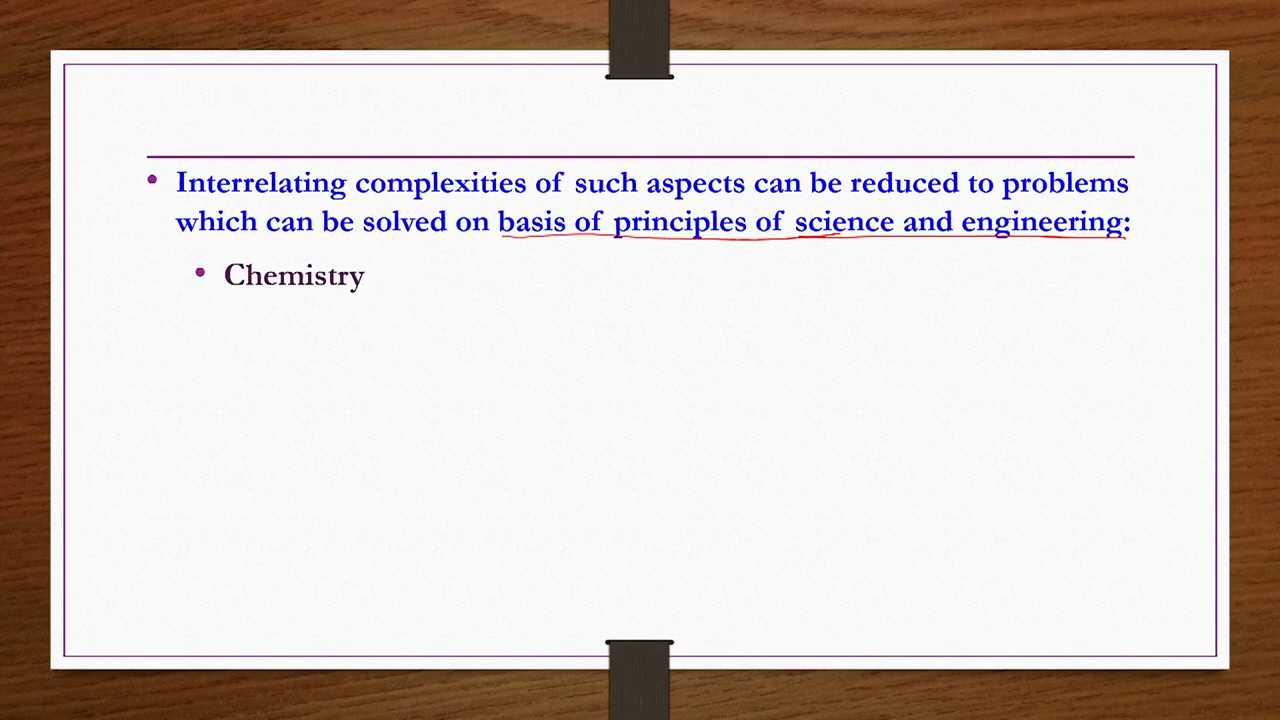 Interrelating complexities of such aspects can be reduced to problems
which can be solved on basis of principles of science and engineering:
Chemistry